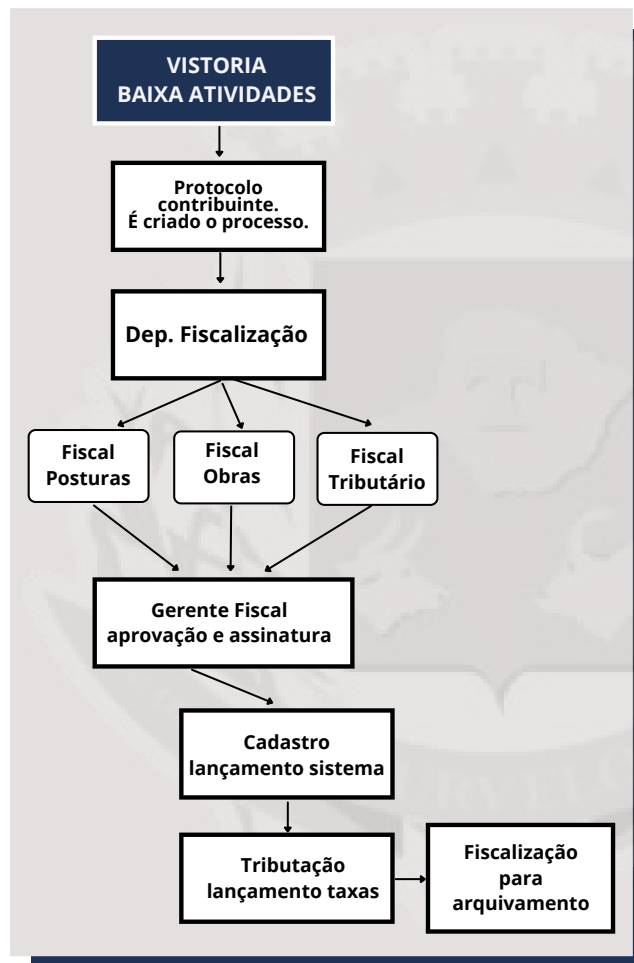 VISTORIA
BAIXA ATIVIDADES
Protocolo
contribuinte.
É criado o processo.
Dep. Fiscalização
Fiscal
Posturas
Fiscal
Obras
Fiscal
Tributário
Gerente Fiscal
aprovação e assinatura
Cadastro
lançamento sistema
Tributação
lançamento taxas
Fiscalização
para
arquivamento